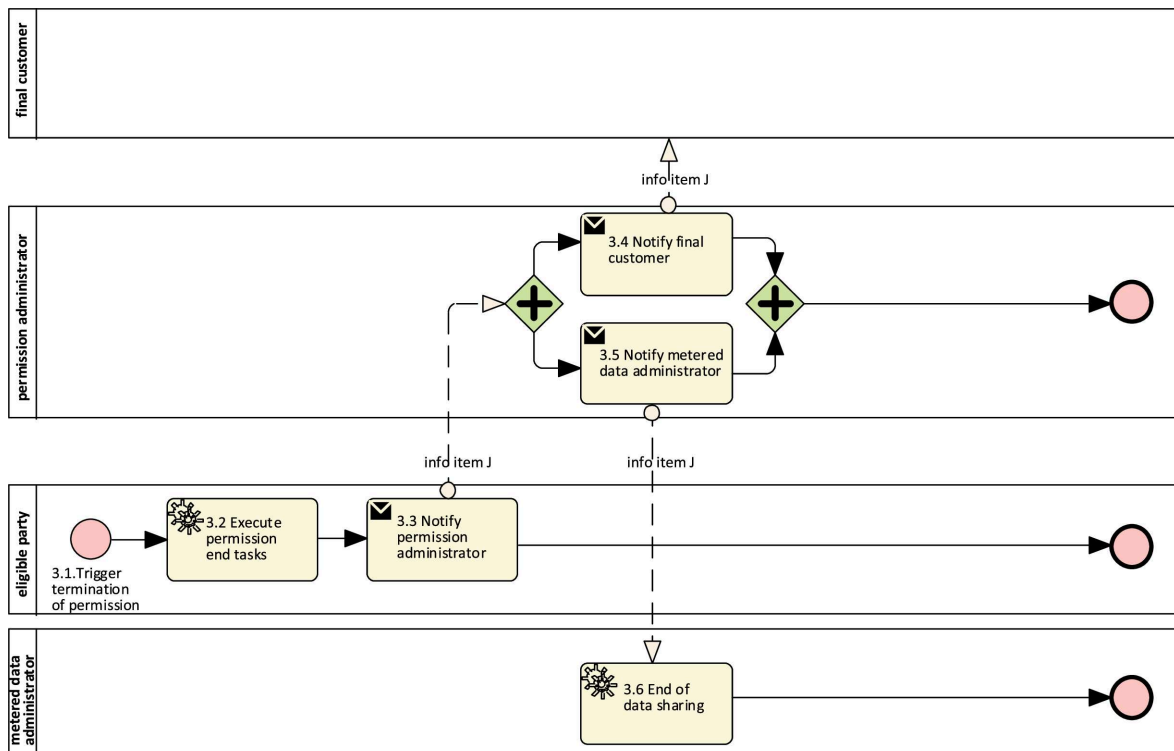 final customer
info item J
permission administrator
3.4 Notify final
customer
3.5 Notify metered
data administrator
info item J
info item J
eligible party
3.1.Trigger
termination
of permission
3.2 Execute
permission
end tasks
3.3 Notify
permission
administrator
metered data
administrator
3.6 End of
data sharing